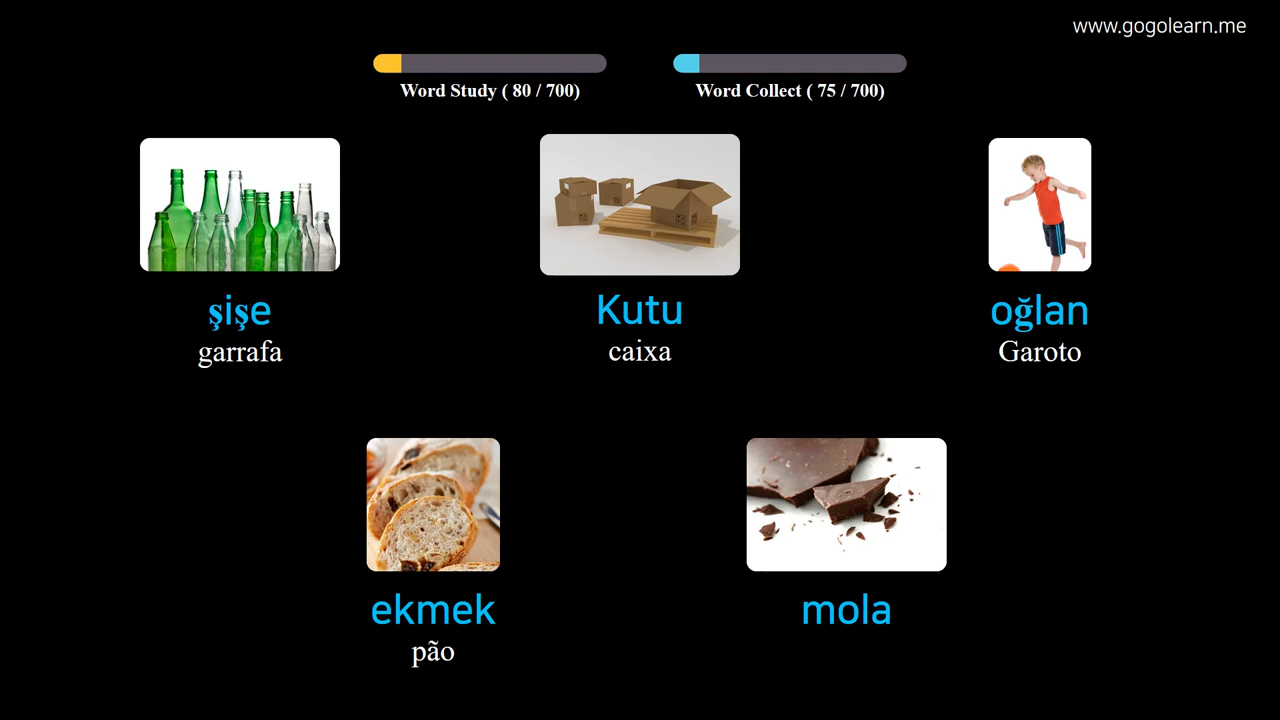 www.gogolearn.me
Word Study ( 80 / 700)
Word Collect ( 75 / 700)
şişe
garrafa
Kutu
caixa
oğlan
Garoto
ekmek
pão
mola